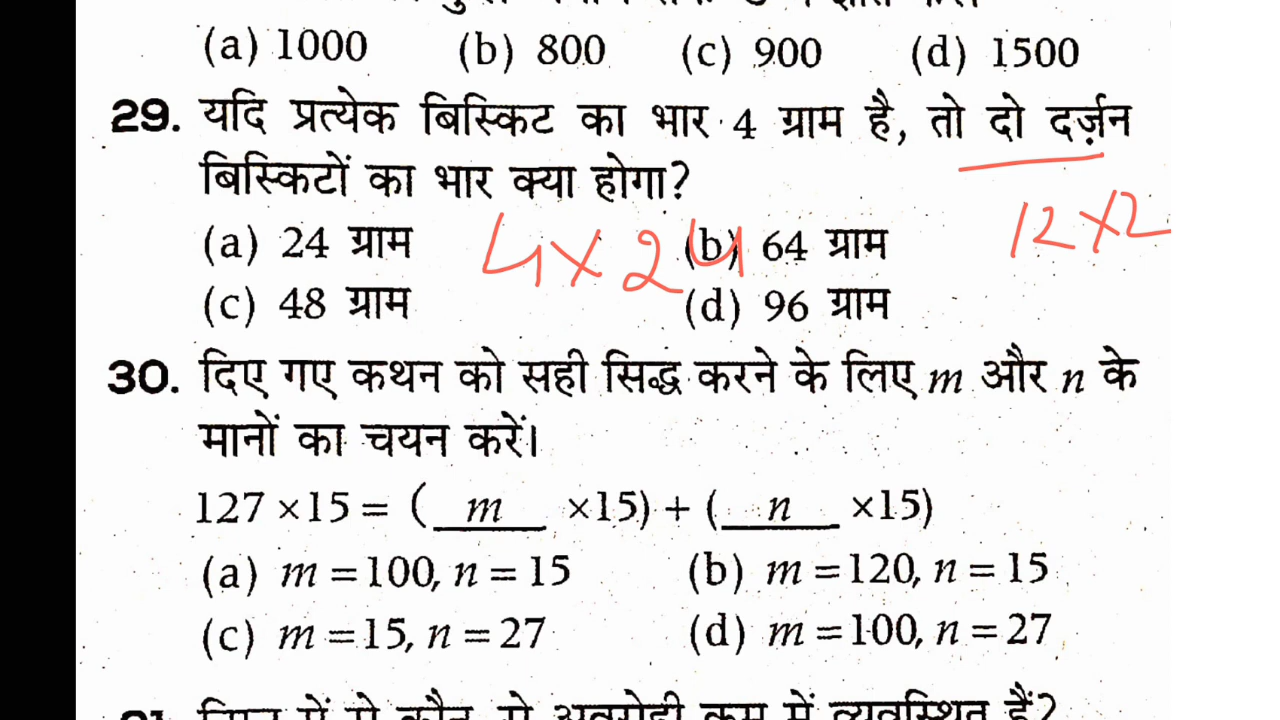 (a) 1000 (b) 800 (c) 900 (d) 1500
29. यदि प्रत्येक बिस्किट का भार 4 ग्राम है, तो दो दर्ज़न
बिस्किटों का भार क्या होगा?
12×2
(a) 24 ग्राम (b) 64 ग्राम
4×24
(c) 48 ग्राम (d) 96 ग्राम
30. दिए गए कथन को सही सिद्ध करने के लिए m और n के
मानों का चयन करें।
127 ×15 = ( m ×15) + ( n ×15)
(a) m = 100, n = 15 (b) m = 120, n = 15
(c) m = 15, n = 27 (d) m = 100, n = 27